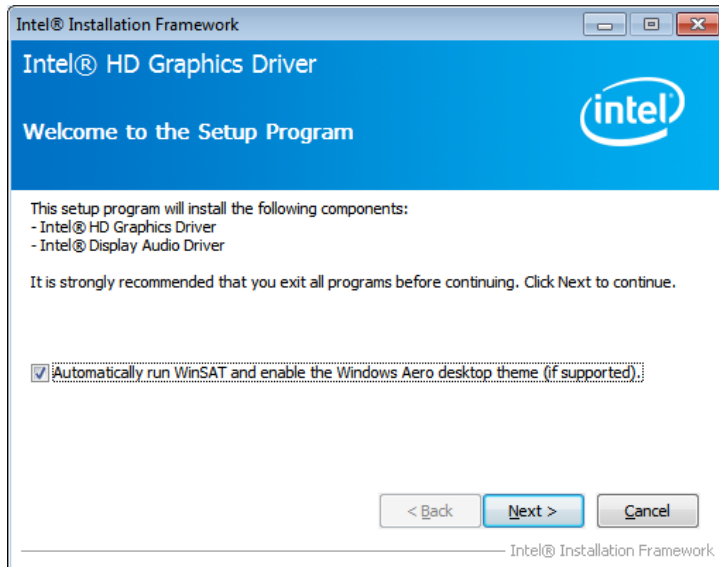 Intel® Installation Framework
Intel® HD Graphics Driver
Welcome to the Setup Program
intel
This setup program will install the following components:
- Intel® HD Graphics Driver
- Intel® Display Audio Driver
It is strongly recommended that you exit all programs before continuing. Click Next to continue.
Automatically run WinSAT and enable the Windows Aero desktop theme (if supported).
< Back
Next >
Cancel
Intel® Installation Framework